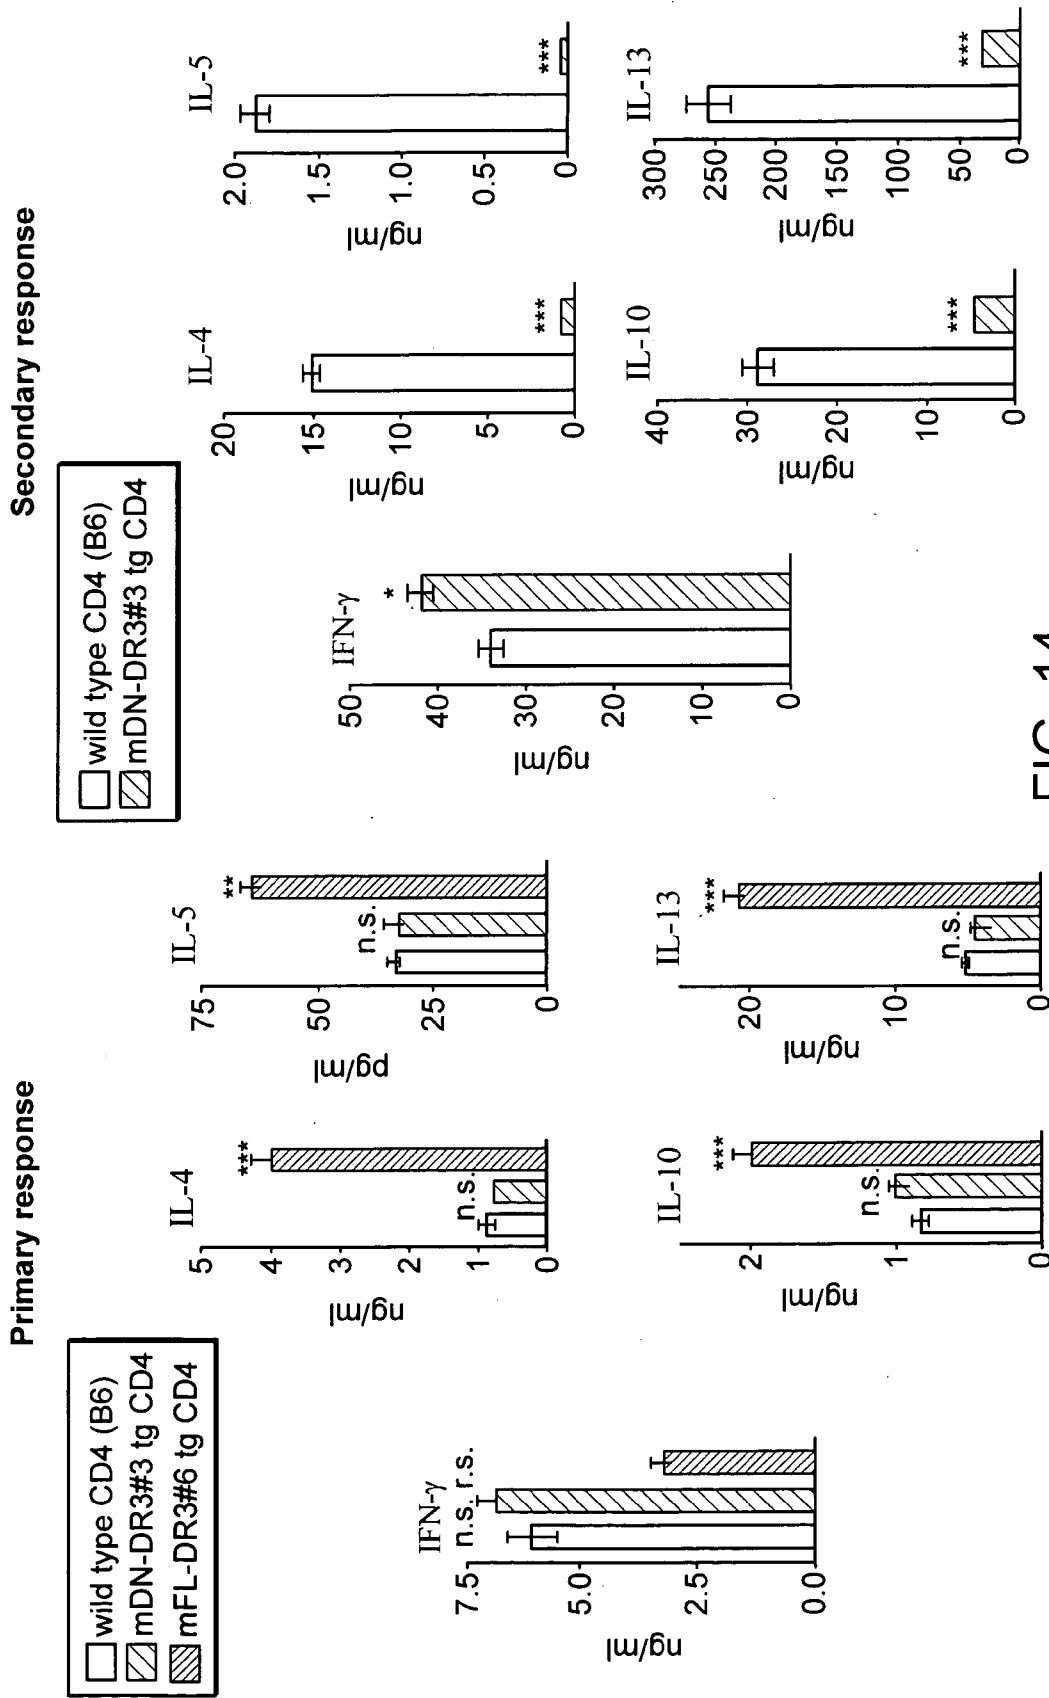 Primary response
wild type CD4 (B6)
mDN-DR3#3 tg CD4
mFL-DR3#6 tg CD4
IFN-γ
n.s. r.s.
7.5
5.0
2.5
0.0
ng/ml
IL-4
***
n.s.
5
4
3
2
1
0
ng/ml
IL-5
**
n.s.
75
50
25
0
pg/ml
IL-10
***
n.s.
2
1
0
ng/ml
IL-13
***
n.s.
20
10
0
ng/ml
Secondary response
wild type CD4 (B6)
mDN-DR3#3 tg CD4
IFN-γ
*
50
40
30
20
10
0
ng/ml
IL-4
***
20
15
10
5
0
ng/ml
IL-5
***
2.0
1.5
1.0
0.5
0
ng/ml
IL-10
***
40
30
20
10
0
ng/ml
IL-13
***
300
250
200
150
100
50
0
ng/ml
FIG. 14